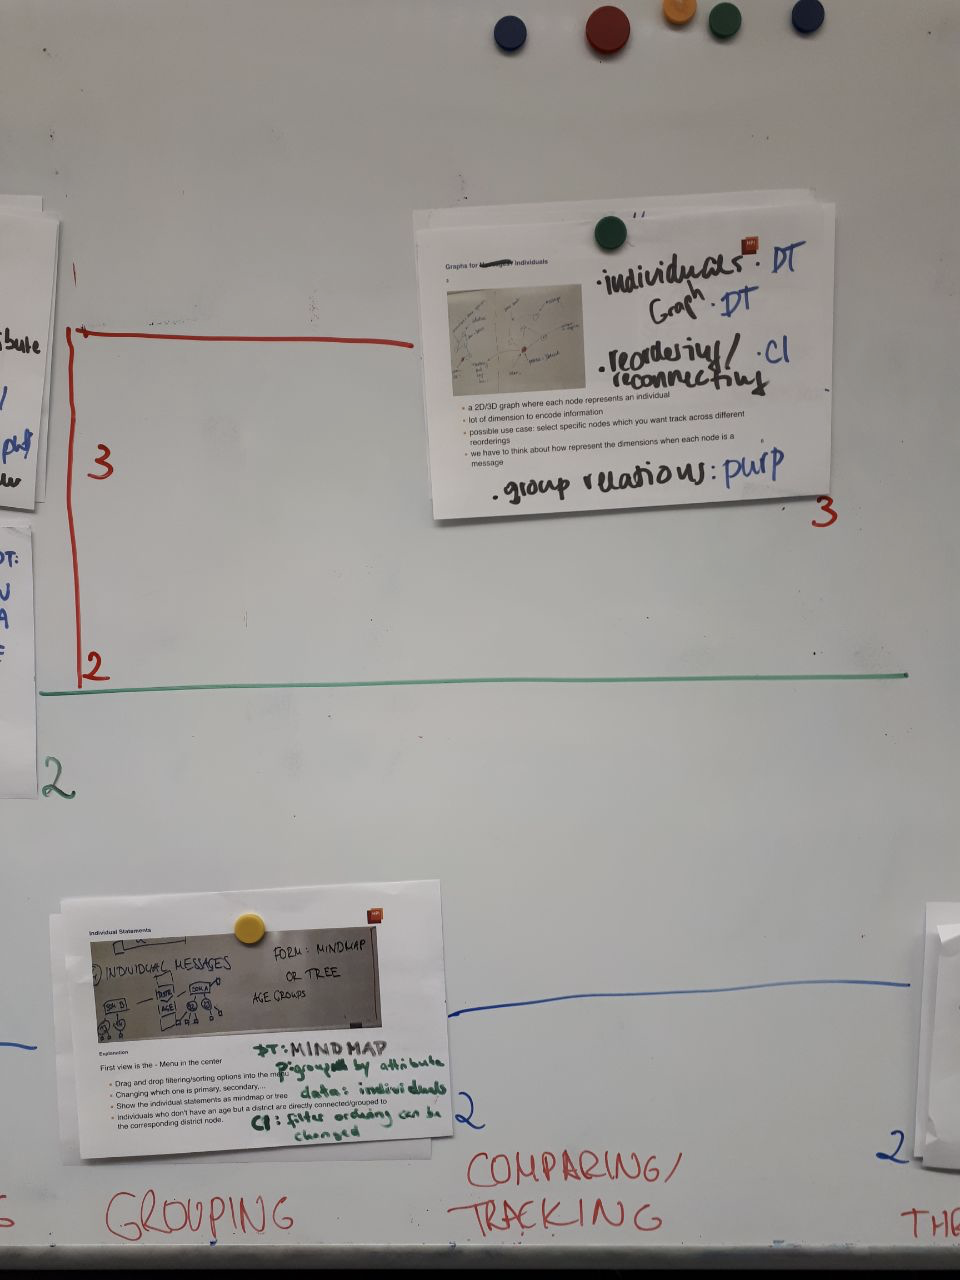 Graphs for Individuals
HPI
3
· individuals · DT
Graph · DT
· reordering/ · CI
reconnecting
• a 2D/3D graph where each node represents an individual
• lot of dimension to encode information
• possible use case: select specific nodes which you want track across different
reorderings
• we have to think about how represent the dimensions when each node is a
message
· group relations: purp
3
3
2
2
ibute
DT:
Individual Statements
HPI
INDIVIDUAL MESSAGES
FORM: MINDMAP
OR TREE
AGE GROUPS
AGE
Explanation
First view is the - Menu in the center
• Drag and drop filtering/sorting options into the menu
• Changing which one is primary, secondary,...
• Show the individual statements as mindmap or tree
• Individuals who don't have an age but a district are directly connected/grouped to
the corresponding district node.
DT: MINDMAP
P: group by attribute
data: individuals
CI: filter ordering can be
changed
2
2
GROUPING
COMPARING/
TRACKING
THE